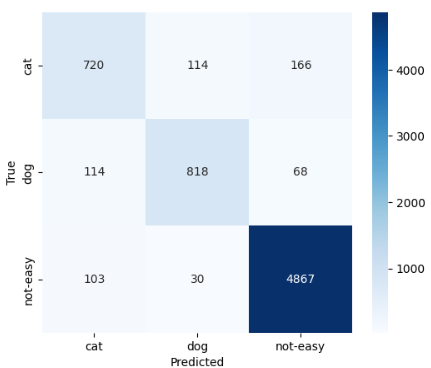 cat 720 114 166
dog 114 818 68
not-easy 103 30 4867
cat dog not-easy
Predicted
True
4000
3000
2000
1000